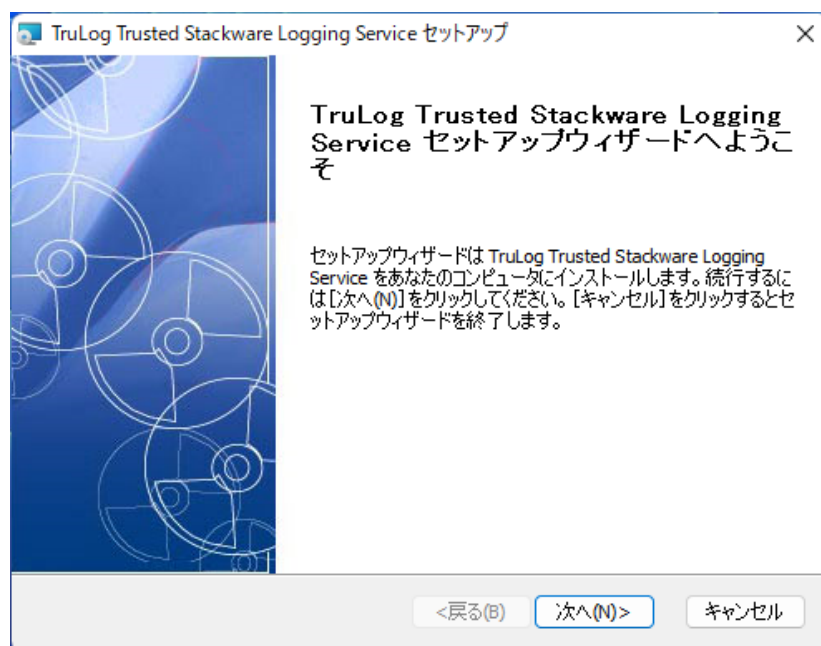 TruLog Trusted Stackware Logging Service セットアップ
TruLog Trusted Stackware Logging
Service セットアップウィザードへようこ
そ
セットアップウィザードは TruLog Trusted Stackware Logging
Service をあなたのコンピュータにインストールします。続行するに
は[次へ(N)]をクリックしてください。[キャンセル]をクリックするとセ
ットアップウィザードを終了します。
<戻る(B)
次へ(N)>
キャンセル